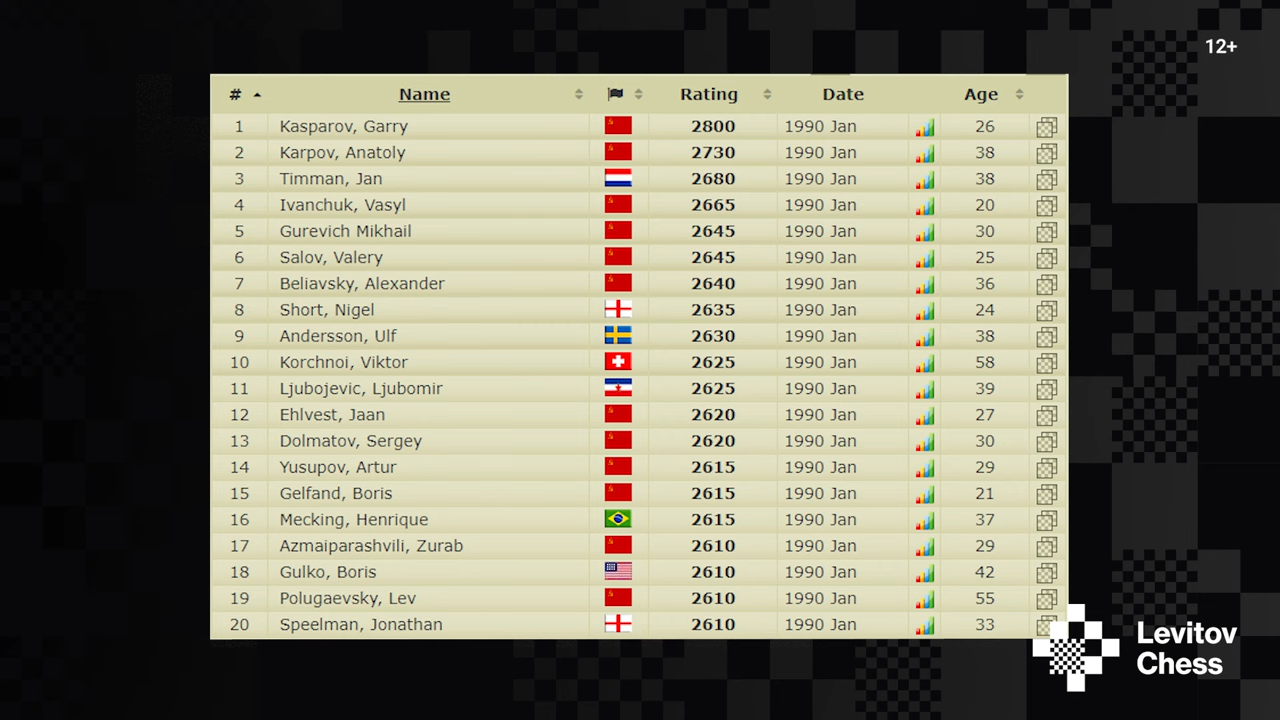 12+
# Name Rating Date Age
1 Kasparov, Garry 2800 1990 Jan 26
2 Karpov, Anatoly 2730 1990 Jan 38
3 Timman, Jan 2680 1990 Jan 38
4 Ivanchuk, Vasyl 2665 1990 Jan 20
5 Gurevich Mikhail 2645 1990 Jan 30
6 Salov, Valery 2645 1990 Jan 25
7 Beliavsky, Alexander 2640 1990 Jan 36
8 Short, Nigel 2635 1990 Jan 24
9 Andersson, Ulf 2630 1990 Jan 38
10 Korchnoi, Viktor 2625 1990 Jan 58
11 Ljubojevic, Ljubomir 2625 1990 Jan 39
12 Ehlvest, Jaan 2620 1990 Jan 27
13 Dolmatov, Sergey 2620 1990 Jan 30
14 Yusupov, Artur 2615 1990 Jan 29
15 Gelfand, Boris 2615 1990 Jan 21
16 Mecking, Henrique 2615 1990 Jan 37
17 Azmaiparashvili, Zurab 2610 1990 Jan 29
18 Gulko, Boris 2610 1990 Jan 42
19 Polugaevsky, Lev 2610 1990 Jan 55
20 Speelman, Jonathan 2610 1990 Jan 33
Levitov
Chess